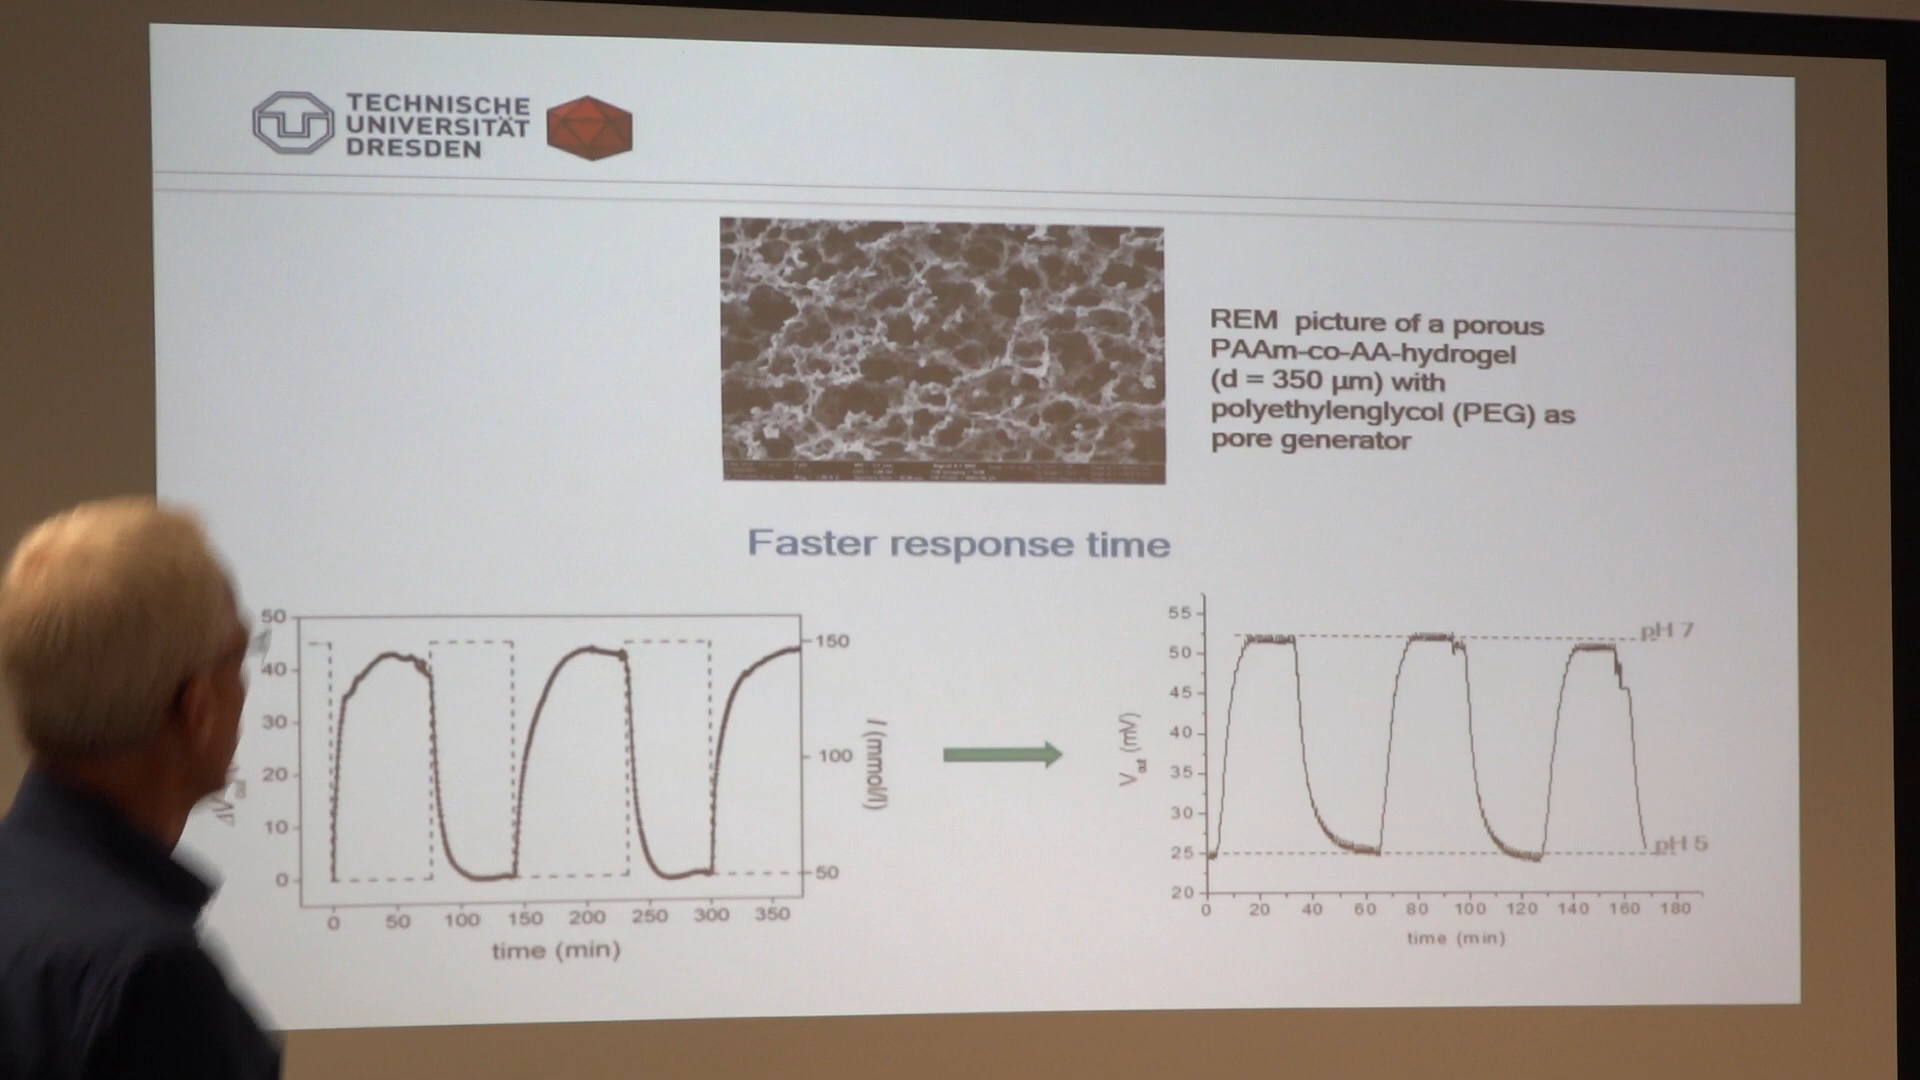 TECHNISCHE
UNIVERSITÄT
DRESDEN
REM picture of a porous
PAAm-co-AA-hydrogel
(d = 350 µm) with
polyethylenglycol (PEG) as
pore generator
Faster response time
50
40
30
20
10
0
ΔV
150
100
50
I (mmol/l)
0 50 100 150 200 250 300 350
time (min)
55
50
45
40
35
30
25
20
V out (mV)
pH 7
pH 5
0 20 40 60 80 100 120 140 160 180
time (min)